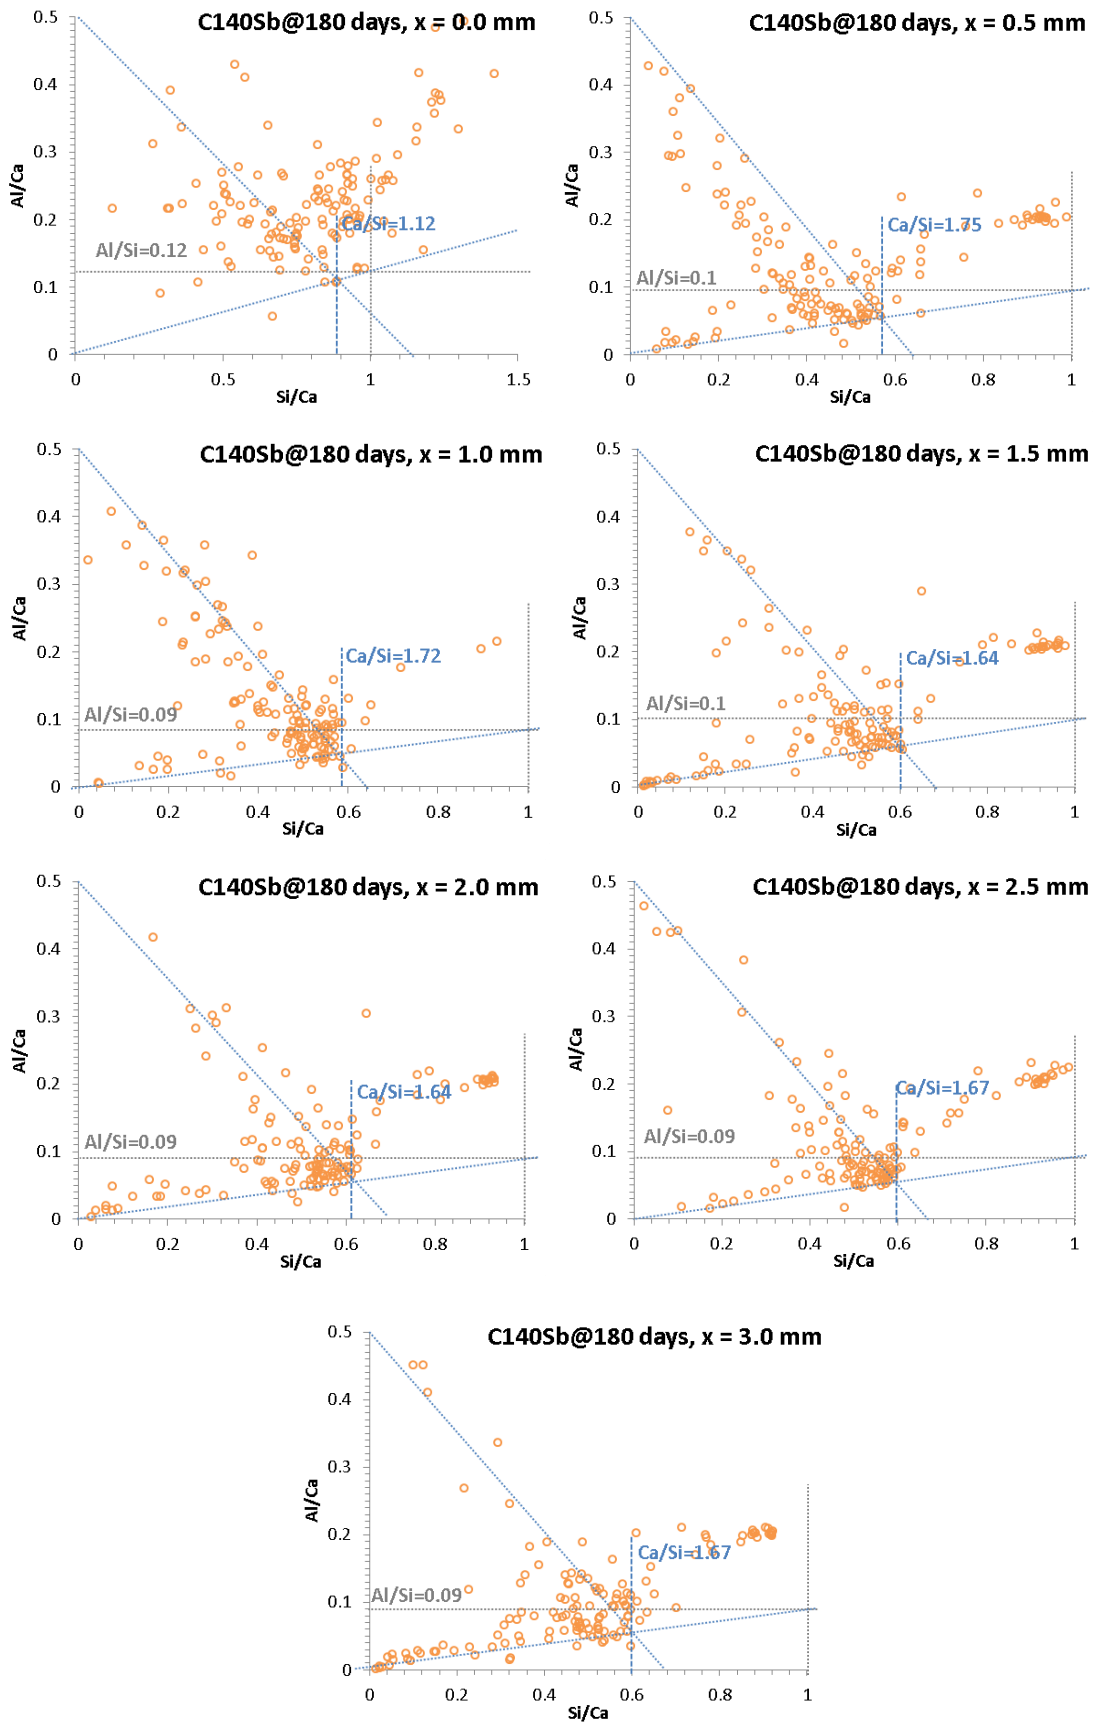 C140Sb@180 days, x = 0.0 mm
0.5
0.4
0.3
0.2
0.1
0
Al/Ca
Ca/Si=1.12
Al/Si=0.12
0
0.5
1
1.5
Si/Ca
C140Sb@180 days, x = 0.5 mm
0.5
0.4
0.3
0.2
0.1
0
Al/Ca
Ca/Si=1.75
Al/Si=0.1
0
0.2
0.4
0.6
0.8
1
Si/Ca
C140Sb@180 days, x = 1.0 mm
0.5
0.4
0.3
0.2
0.1
0
Al/Ca
Ca/Si=1.72
Al/Si=0.09
0
0.2
0.4
0.6
0.8
1
Si/Ca
C140Sb@180 days, x = 1.5 mm
0.5
0.4
0.3
0.2
0.1
0
Al/Ca
Ca/Si=1.64
Al/Si=0.1
0
0.2
0.4
0.6
0.8
1
Si/Ca
C140Sb@180 days, x = 2.0 mm
0.5
0.4
0.3
0.2
0.1
0
Al/Ca
Ca/Si=1.64
Al/Si=0.09
0
0.2
0.4
0.6
0.8
1
Si/Ca
C140Sb@180 days, x = 2.5 mm
0.5
0.4
0.3
0.2
0.1
0
Al/Ca
Ca/Si=1.67
Al/Si=0.09
0
0.2
0.4
0.6
0.8
1
Si/Ca
C140Sb@180 days, x = 3.0 mm
0.5
0.4
0.3
0.2
0.1
0
Al/Ca
Ca/Si=1.67
Al/Si=0.09
0
0.2
0.4
0.6
0.8
1
Si/Ca